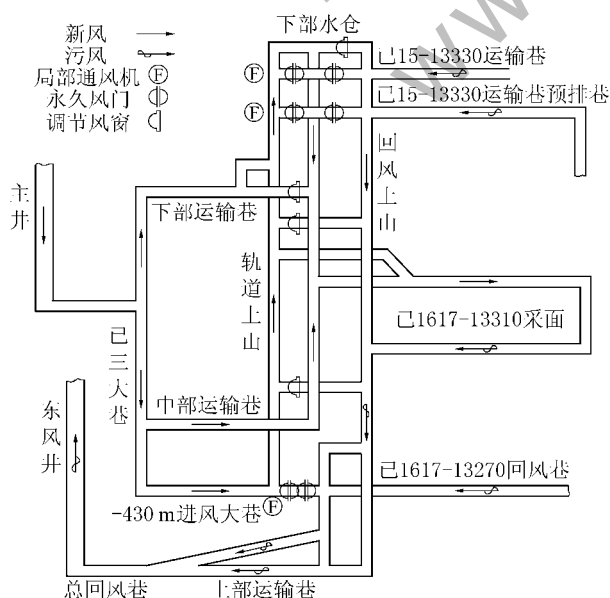 下部水仓
新风
污风
局部通风机 Ⓕ
永久风门
调节风窗
WW
Ⓕ
Ⓕ
己15-13330运输巷
己15-13330运输巷预排巷
回风上山
主井
下部运输巷
轨道上山
己1617-13310采面
己三大巷
东风井
中部运输巷
己1617-13270回风巷
-430 m进风大巷
Ⓕ
总回风巷
上部运输巷